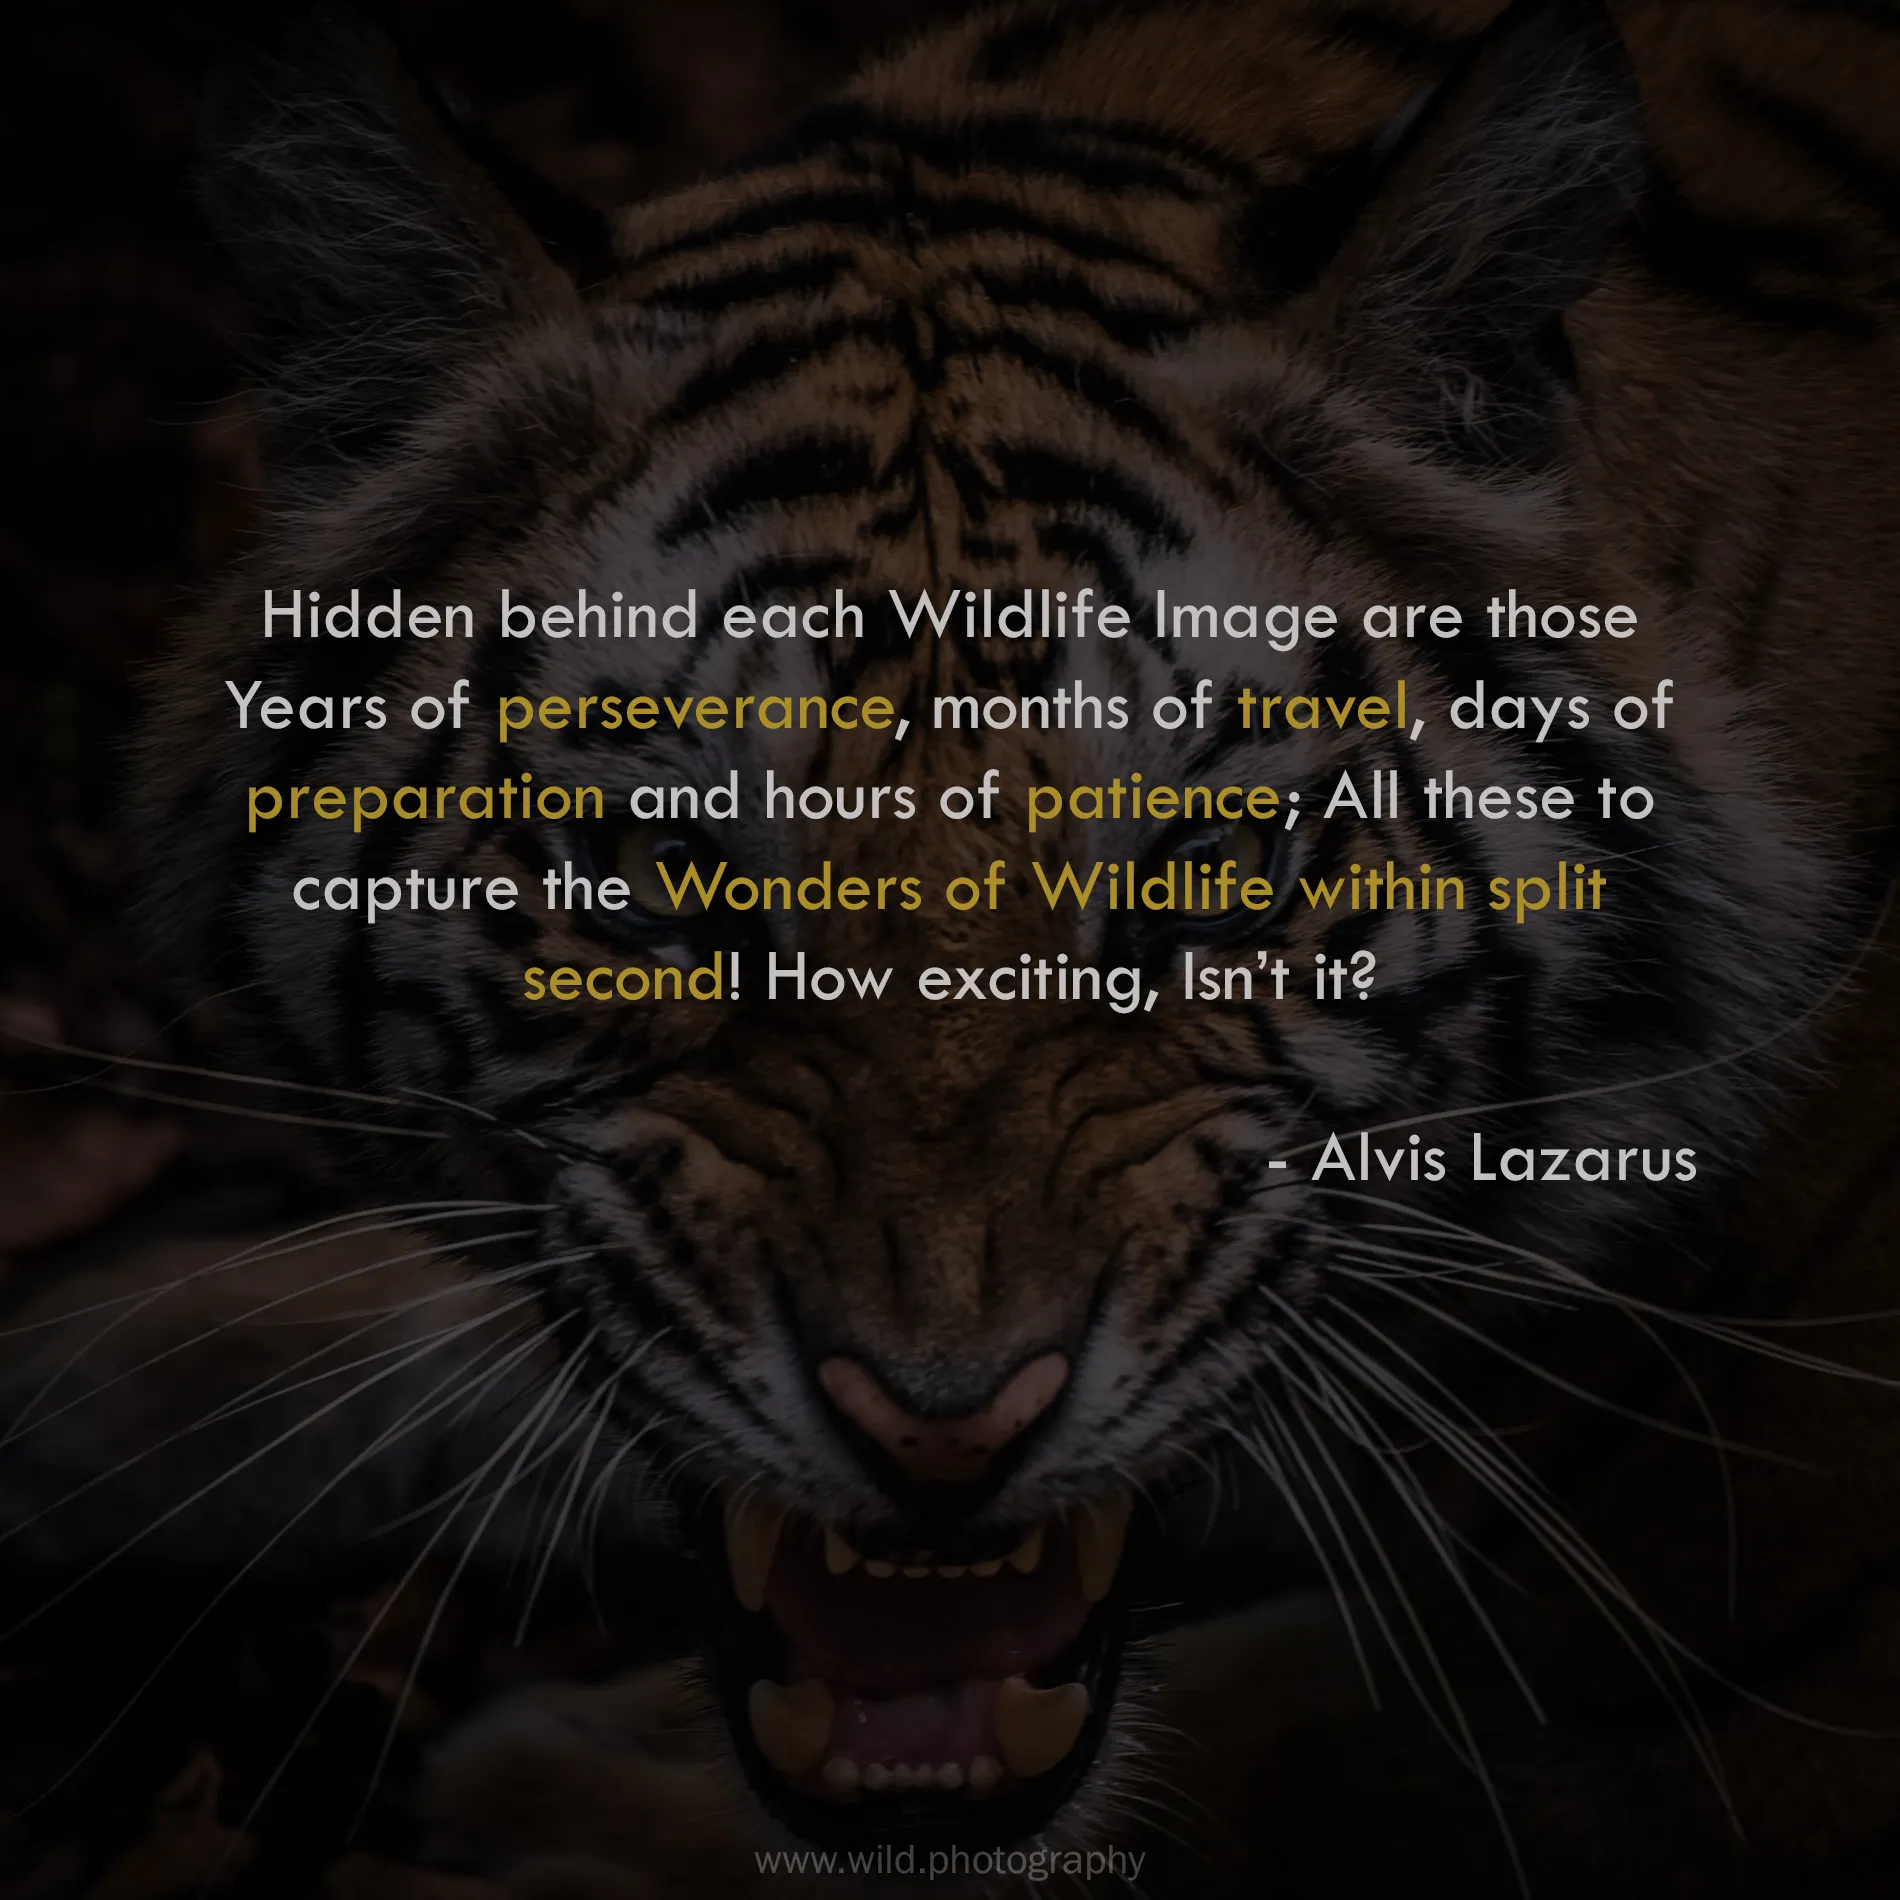 Hidden behind each Wildlife Image are those
Years of perseverance, months of travel, days of
preparation and hours of patience; All these to
capture the Wonders of Wildlife within split
second! How exciting, Isn’t it?
- Alvis Lazarus
www.wild.photography